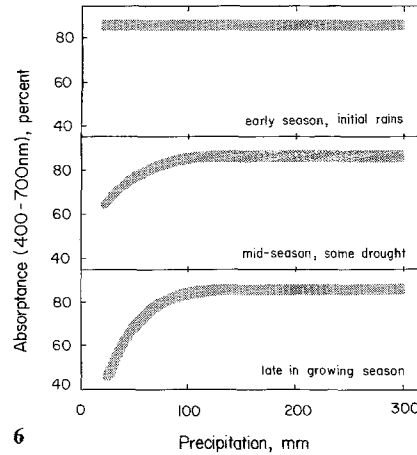 80
60
40
early season, initial rains
80
60
40
mid-season, some drought
80
60
40
late in growing season
0
100
200
300
Absorptance (400-700nm), percent
Precipitation, mm
6